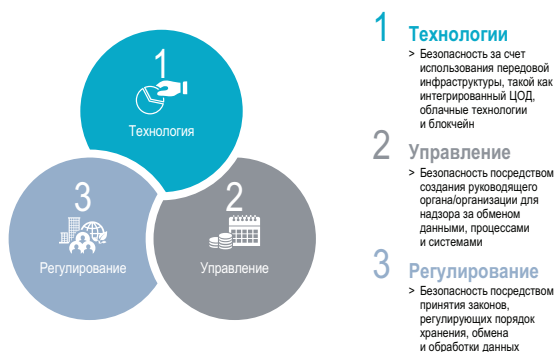 1
Технология
3
Регулирование
2
Управление
1 Технологии
> Безопасность за счет
использования передовой
инфраструктуры, такой как
интегрированный ЦОД,
облачные технологии
и блокчейн
2 Управление
> Безопасность посредством
создания руководящего
органа/организации для
надзора за обменом
данными, процессами
и системами
3 Регулирование
> Безопасность посредством
принятия законов,
регулирующих порядок
хранения, обмена
и обработки данных